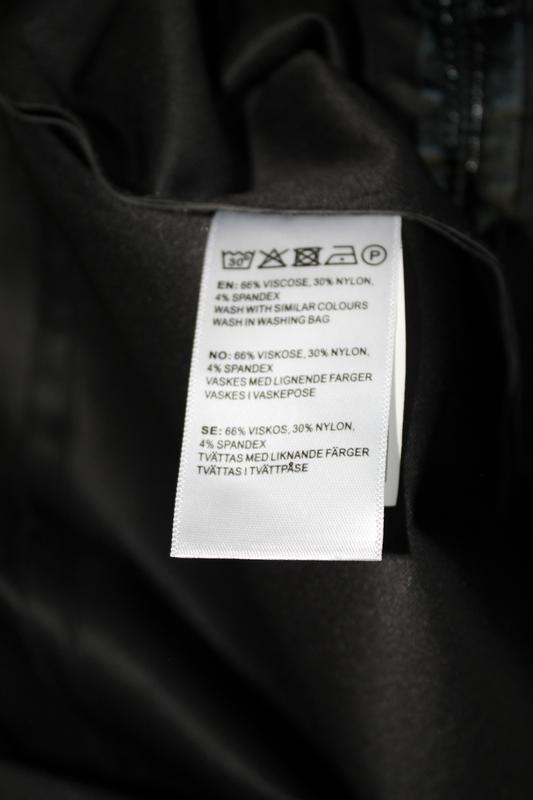 30° P
EN: 66% VISCOSE, 30% NYLON,
4% SPANDEX
WASH WITH SIMILAR COLOURS
WASH IN WASHING BAG
NO: 66% VISKOSE, 30% NYLON,
4% SPANDEX
VASKES MED LIGNENDE FARGER
VASKES I VASKEPOSE
SE: 66% VISKOS, 30% NYLON,
4% SPANDEX
TVÄTTAS MED LIKNANDE FÄRGER
TVÄTTAS I TVÄTTPÅSE